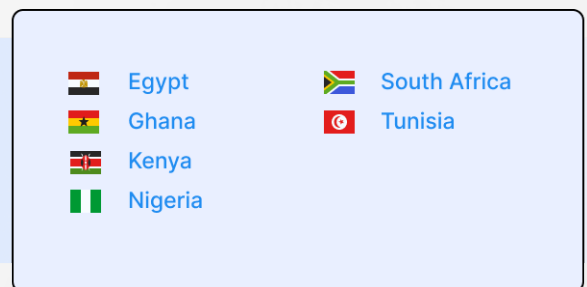 Egypt
Ghana
Kenya
Nigeria
South Africa
Tunisia